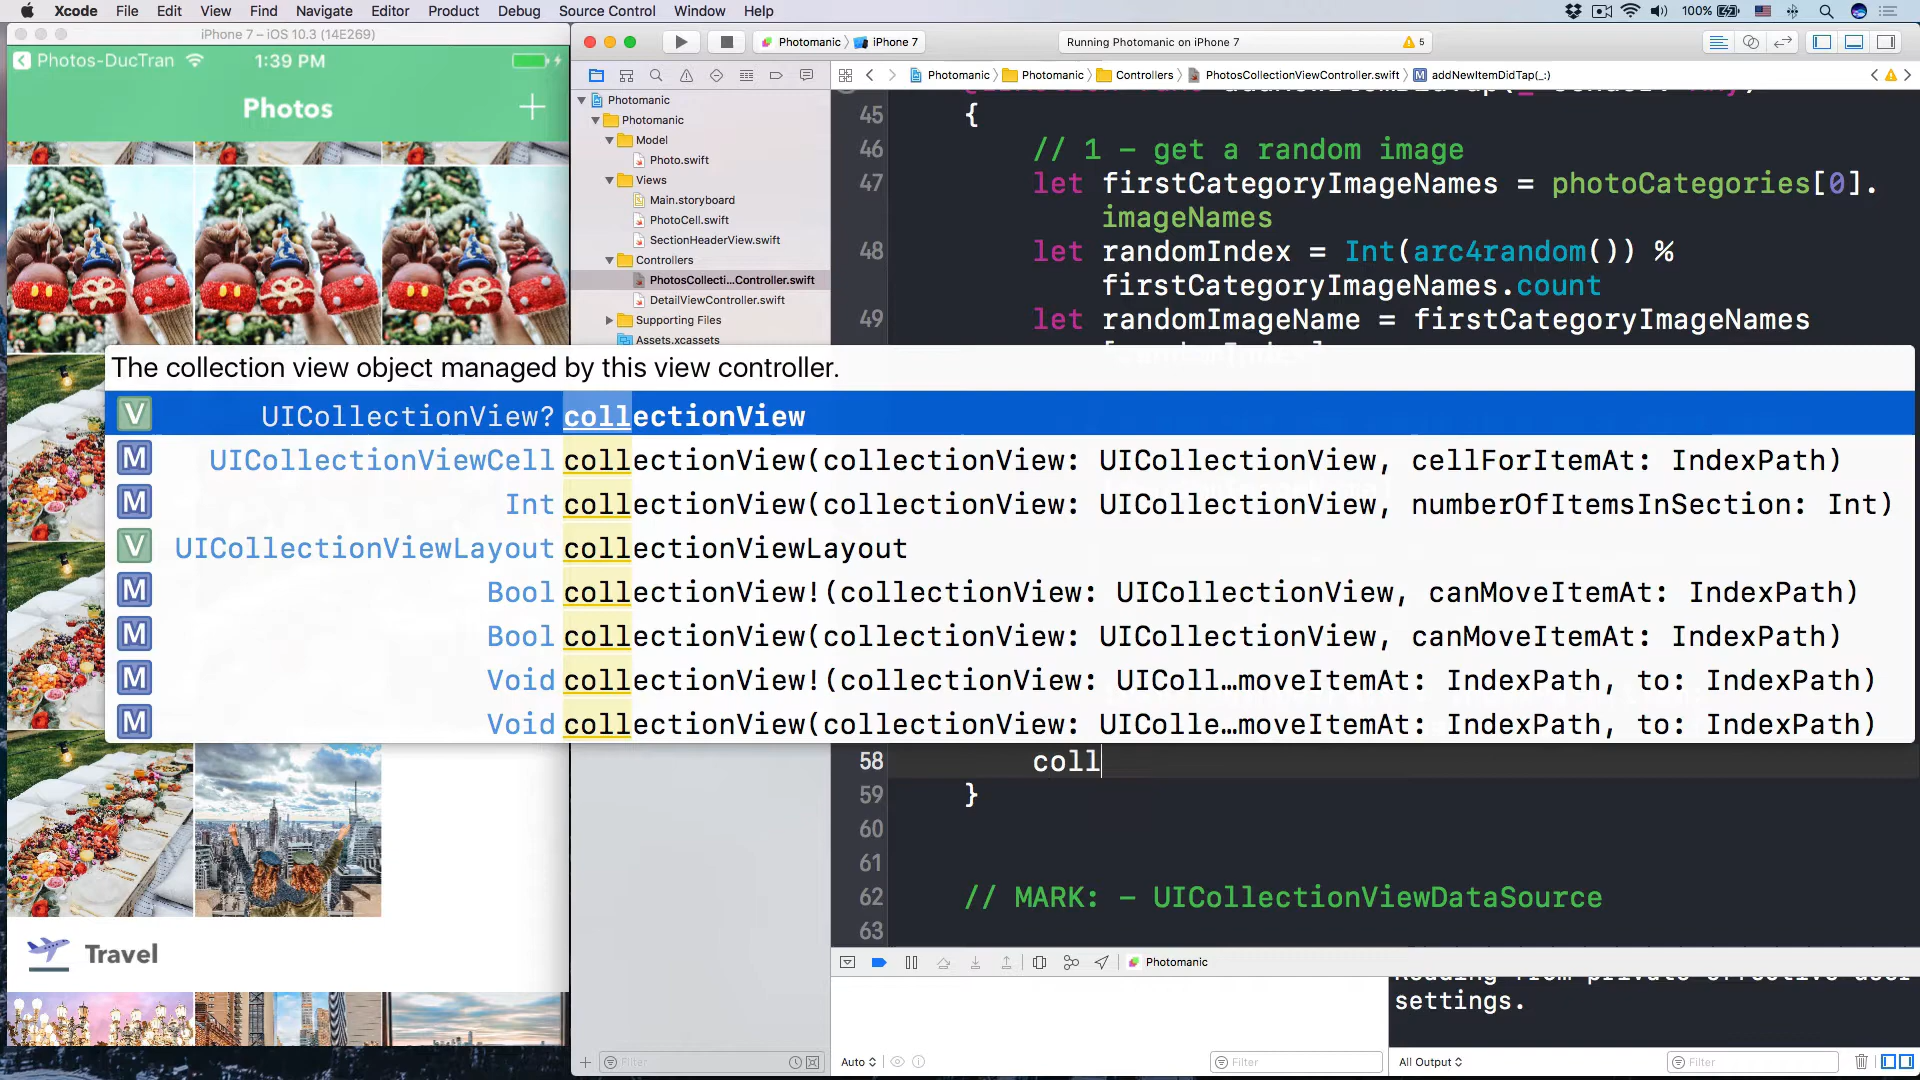 Xcode File Edit View Find Navigate Editor Product Debug Source Control Window Help 100%
iPhone 7 – iOS 10.3 (14E269)
Photos-DucTran 1:39 PM
Photos +
Travel
Photomanic iPhone 7
Running Photomanic on iPhone 7 5
Photomanic Photomanic Controllers PhotosCollectionViewController.swift M addNewItemDidTap(_:)
Photomanic
Photomanic
Model
Photo.swift
Views
Main.storyboard
PhotoCell.swift
SectionHeaderView.swift
Controllers
PhotosCollecti...Controller.swift
DetailViewController.swift
Supporting Files
Assets.xcassets
45 {
46 // 1 – get a random image
47 let firstCategoryImageNames = photoCategories[0].
imageNames
48 let randomIndex = Int(arc4random()) %
firstCategoryImageNames.count
49 let randomImageName = firstCategoryImageNames
The collection view object managed by this view controller.
V UICollectionView? collectionView
M UICollectionViewCell collectionView(collectionView: UICollectionView, cellForItemAt: IndexPath)
M Int collectionView(collectionView: UICollectionView, numberOfItemsInSection: Int)
V UICollectionViewLayout collectionViewLayout
M Bool collectionView!(collectionView: UICollectionView, canMoveItemAt: IndexPath)
M Bool collectionView(collectionView: UICollectionView, canMoveItemAt: IndexPath)
M Void collectionView!(collectionView: UIColl…moveItemAt: IndexPath, to: IndexPath)
M Void collectionView(collectionView: UIColle…moveItemAt: IndexPath, to: IndexPath)
58 coll
59 }
60
61
62 // MARK: – UICollectionViewDataSource
63
Photomanic
settings.
Filter
Auto
Filter
All Output
Filter